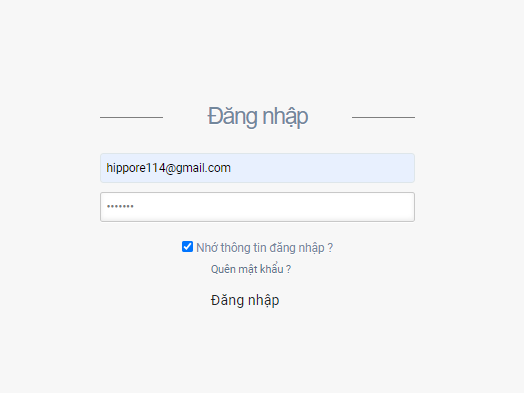 Đăng nhập
hippore114@gmail.com
•••••••
Nhớ thông tin đăng nhập ?
Quên mật khẩu ?
Đăng nhập